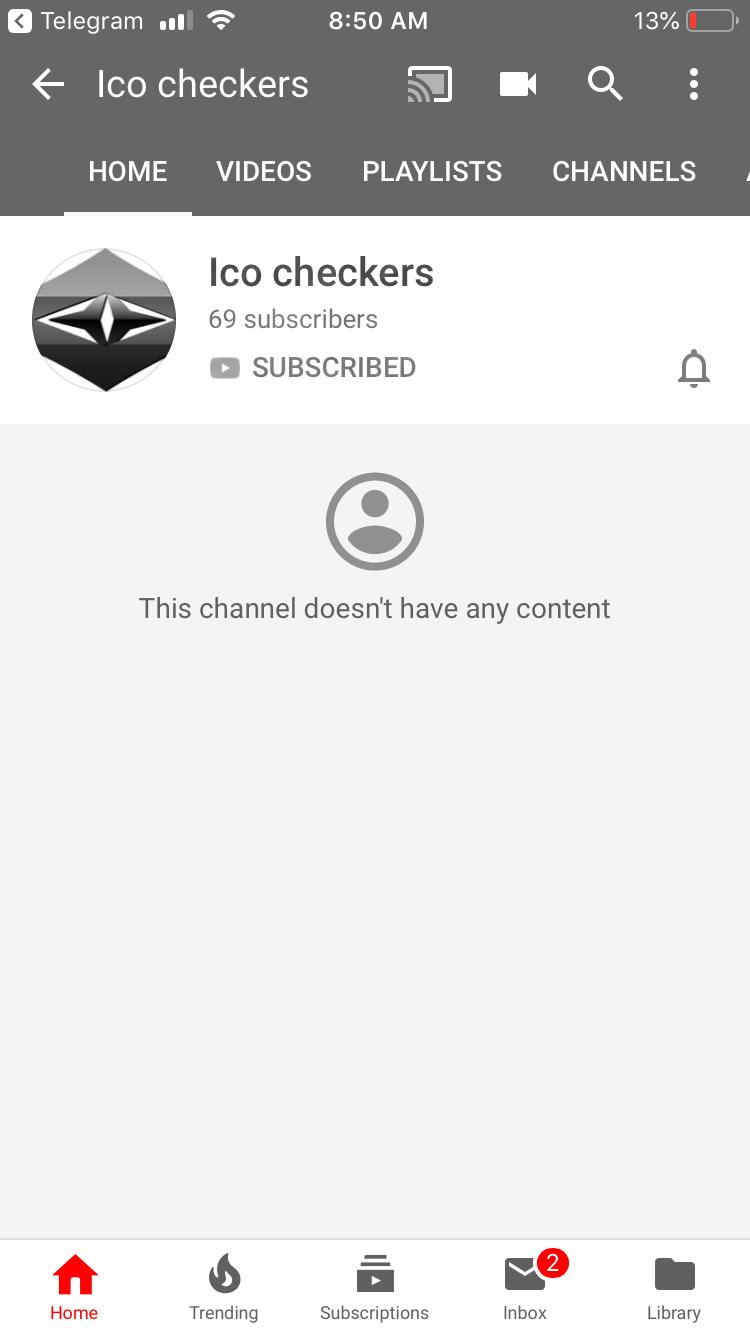 Telegram 8:50 AM 13%
Ico checkers
HOME VIDEOS PLAYLISTS CHANNELS
Ico checkers
69 subscribers
SUBSCRIBED
This channel doesn't have any content
2
Home Trending Subscriptions Inbox Library